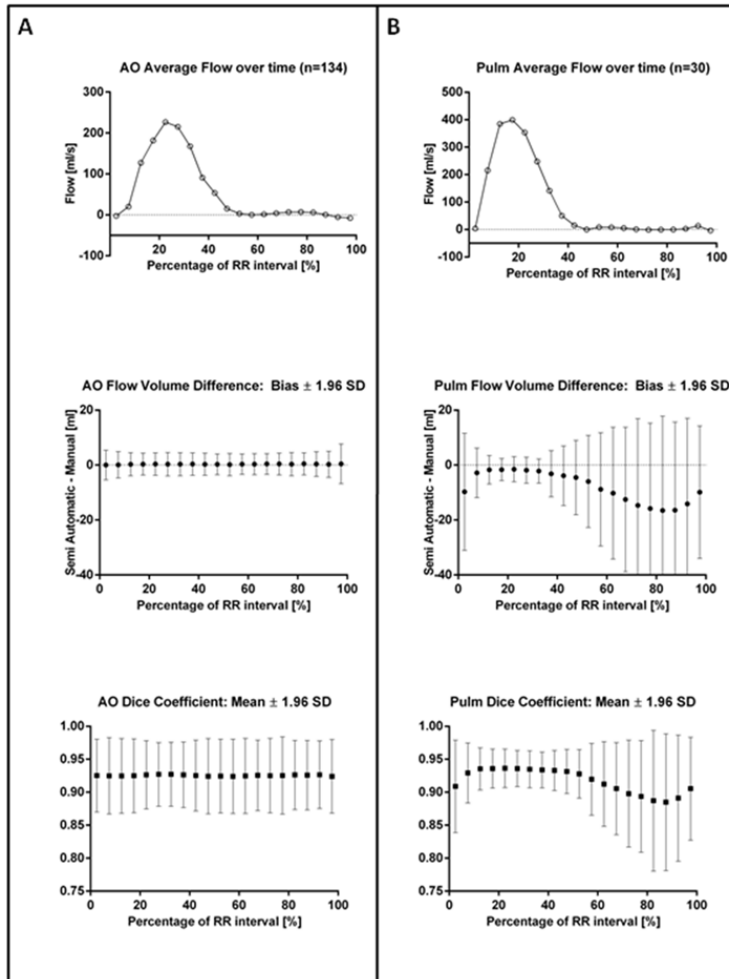 A
AO Average Flow over time (n=134)
Flow [ml/s]
300
200
100
0
-100
20 40 60 80 100
Percentage of RR interval [%]
AO Flow Volume Difference: Bias ± 1.96 SD
Semi Automatic - Manual [ml]
20
0
-20
-40
0 20 40 60 80 100
Percentage of RR interval [%]
AO Dice Coefficient: Mean ± 1.96 SD
1.00
0.95
0.90
0.85
0.80
0.75
0 20 40 60 80 100
Percentage of RR interval [%]
B
Pulm Average Flow over time (n=30)
Flow [ml/s]
500
400
300
200
100
0
-100
20 40 60 80 100
Percentage of RR interval [%]
Pulm Flow Volume Difference: Bias ± 1.96 SD
Semi Automatic - Manual [ml]
20
0
-20
-40
0 20 40 60 80 100
Percentage of RR interval [%]
Pulm Dice Coefficient: Mean ± 1.96 SD
1.00
0.95
0.90
0.85
0.80
0.75
0 20 40 60 80 100
Percentage of RR interval [%]